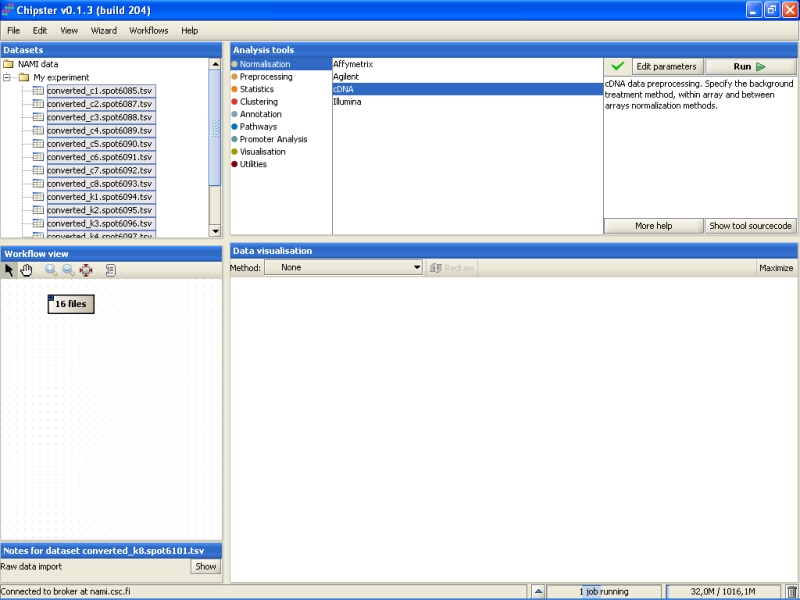 Chipster v0.1.3 (build 204)
File Edit View Wizard Workflows Help
Datasets
NAMI data
My experiment
converted_c1.spot6085.tsv
converted_c2.spot6087.tsv
converted_c3.spot6088.tsv
converted_c4.spot6089.tsv
converted_c5.spot6090.tsv
converted_c6.spot6091.tsv
converted_c7.spot6092.tsv
converted_c8.spot6093.tsv
converted_k1.spot6094.tsv
converted_k2.spot6095.tsv
converted_k3.spot6096.tsv
converted_k4.spot6097.tsv
Analysis tools
Normalisation
Preprocessing
Statistics
Clustering
Annotation
Pathways
Promoter Analysis
Visualisation
Utilities
Affymetrix
Agilent
cDNA
Illumina
Edit parameters Run
cDNA data preprocessing. Specify the background
treatment method, within array and between
arrays normalization methods.
More help Show tool sourcecode
Workflow view
16 files
Data visualisation
Method: None Redraw Maximize
Notes for dataset converted_k8.spot6101.tsv
Raw data import Show
Connected to broker at nami.csc.fi 1 job running 32,0M / 1016,1M